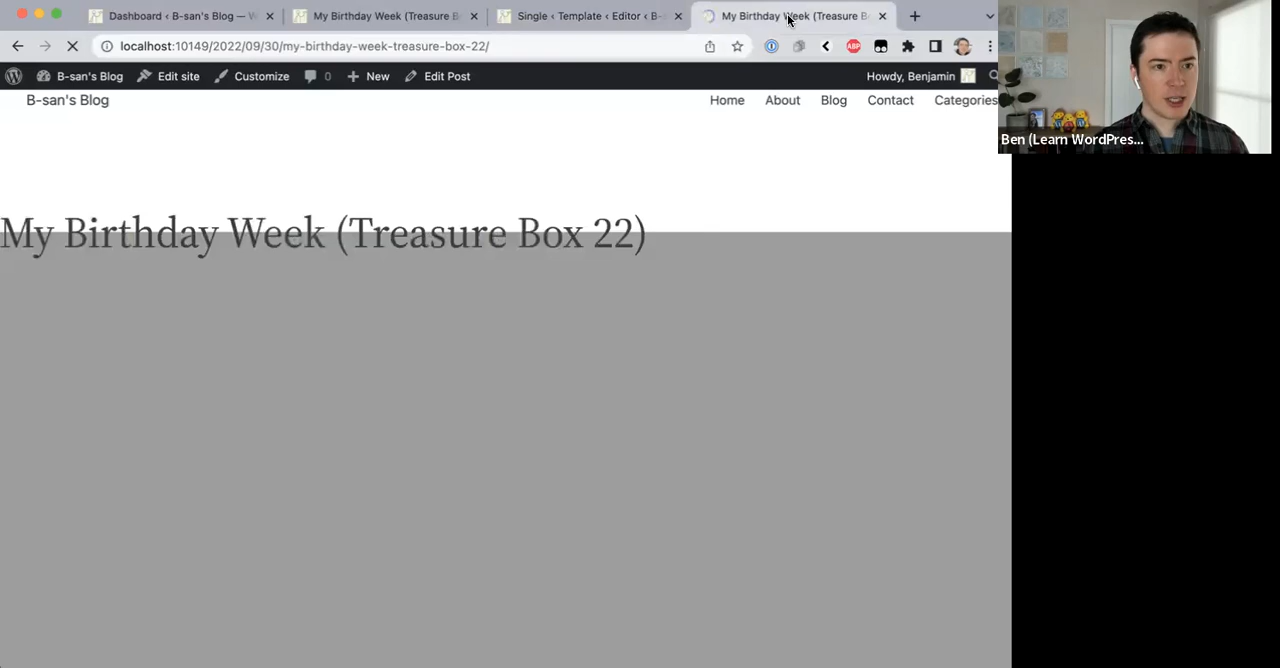 Dashboard ‹ B-san's Blog — W
My Birthday Week (Treasure B
Single ‹ Template ‹ Editor ‹ B-
My Birthday Week (Treasure B
localhost:10149/2022/09/30/my-birthday-week-treasure-box-22/
ABP
B-san's Blog
Edit site
Customize
0
New
Edit Post
Howdy, Benjamin
B-san's Blog
Home
About
Blog
Contact
Categories
Ben (Learn WordPres...
My Birthday Week (Treasure Box 22)